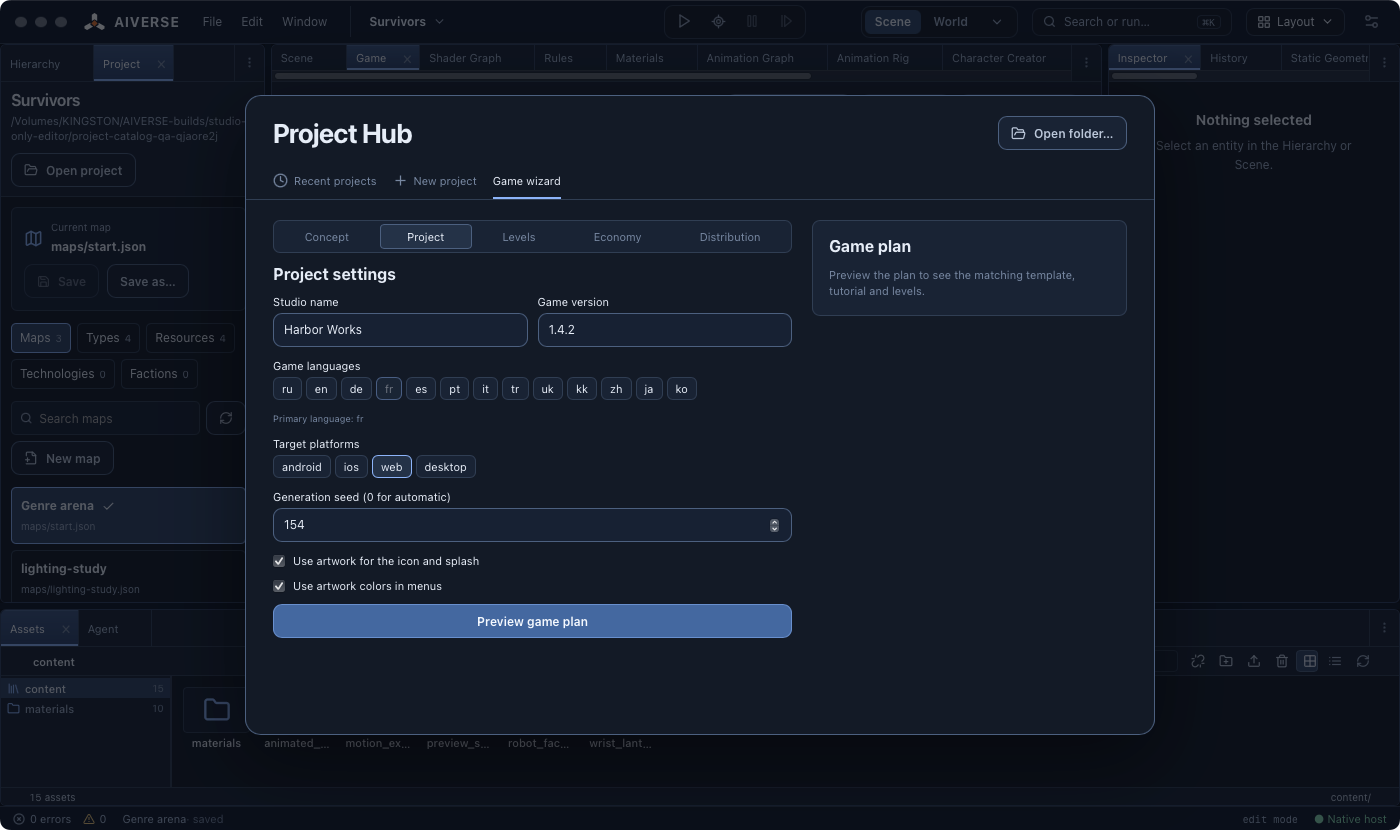 AIVERSE File Edit Window Survivors Scene World Search or run... ⌘K Layout
Hierarchy Project
Scene Game Shader Graph Rules Materials Animation Graph Animation Rig Character Creator
Inspector History Static Geometr
Survivors
/Volumes/KINGSTON/AIVERSE-builds/studio-
only-editor/project-catalog-qa-qjaore2j
Open project
Current map
maps/start.json
Save Save as...
Maps 3 Types 4 Resources 4
Technologies 0 Factions 0
Search maps
New map
Genre arena
maps/start.json
lighting-study
maps/lighting-study.json
Project Hub
Open folder...
Recent projects New project Game wizard
Concept Project Levels Economy Distribution
Project settings
Studio name Game version
Harbor Works 1.4.2
Game languages
ru en de fr es pt it tr uk kk zh ja ko
Primary language: fr
Target platforms
android ios web desktop
Generation seed (0 for automatic)
154
Use artwork for the icon and splash
Use artwork colors in menus
Preview game plan
Game plan
Preview the plan to see the matching template,
tutorial and levels.
Nothing selected
Select an entity in the Hierarchy or
Scene.
Assets Agent
content
content 15
materials 10
materials animated_... motion_ex... preview_s... robot_fac... wrist_lant...
15 assets content/
0 errors 0 Genre arena · saved edit mode Native host